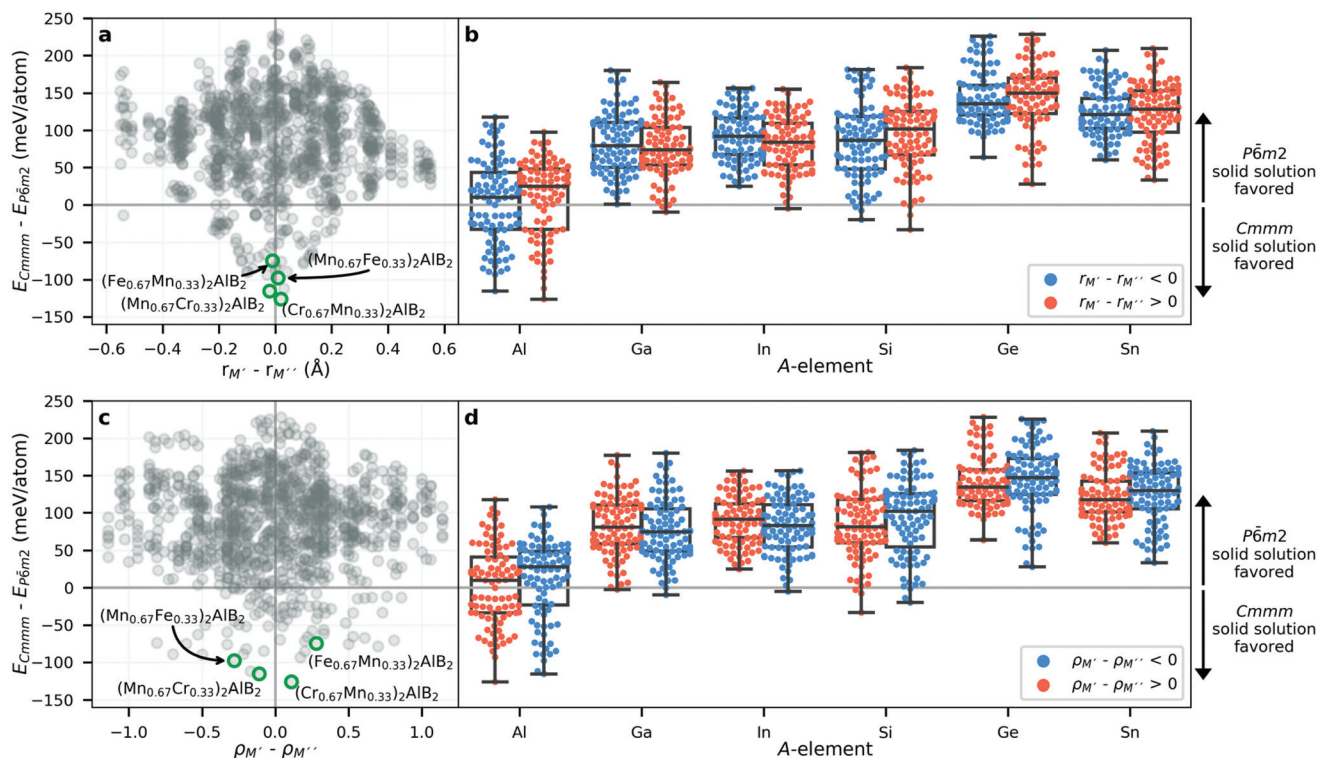 a
E_Cmmm - E_P6̄m2 (meV/atom)
250
200
150
100
50
0
−50
−100
−150
(Fe0.67Mn0.33)2AlB2
(Mn0.67Fe0.33)2AlB2
(Mn0.67Cr0.33)2AlB2
(Cr0.67Mn0.33)2AlB2
−0.6 −0.4 −0.2 0.0 0.2 0.4 0.6
r_M′ - r_M′′ (Å)
b
r_M′ - r_M′′ < 0
r_M′ - r_M′′ > 0
Al Ga In Si Ge Sn
A-element
P6̄m2
solid solution
favored
Cmmm
solid solution
favored
c
E_Cmmm - E_P6̄m2 (meV/atom)
250
200
150
100
50
0
−50
−100
−150
(Mn0.67Fe0.33)2AlB2
(Fe0.67Mn0.33)2AlB2
(Mn0.67Cr0.33)2AlB2
(Cr0.67Mn0.33)2AlB2
−1.0 −0.5 0.0 0.5 1.0
ρ_M′ - ρ_M′′
d
ρ_M′ - ρ_M′′ < 0
ρ_M′ - ρ_M′′ > 0
Al Ga In Si Ge Sn
A-element
P6̄m2
solid solution
favored
Cmmm
solid solution
favored